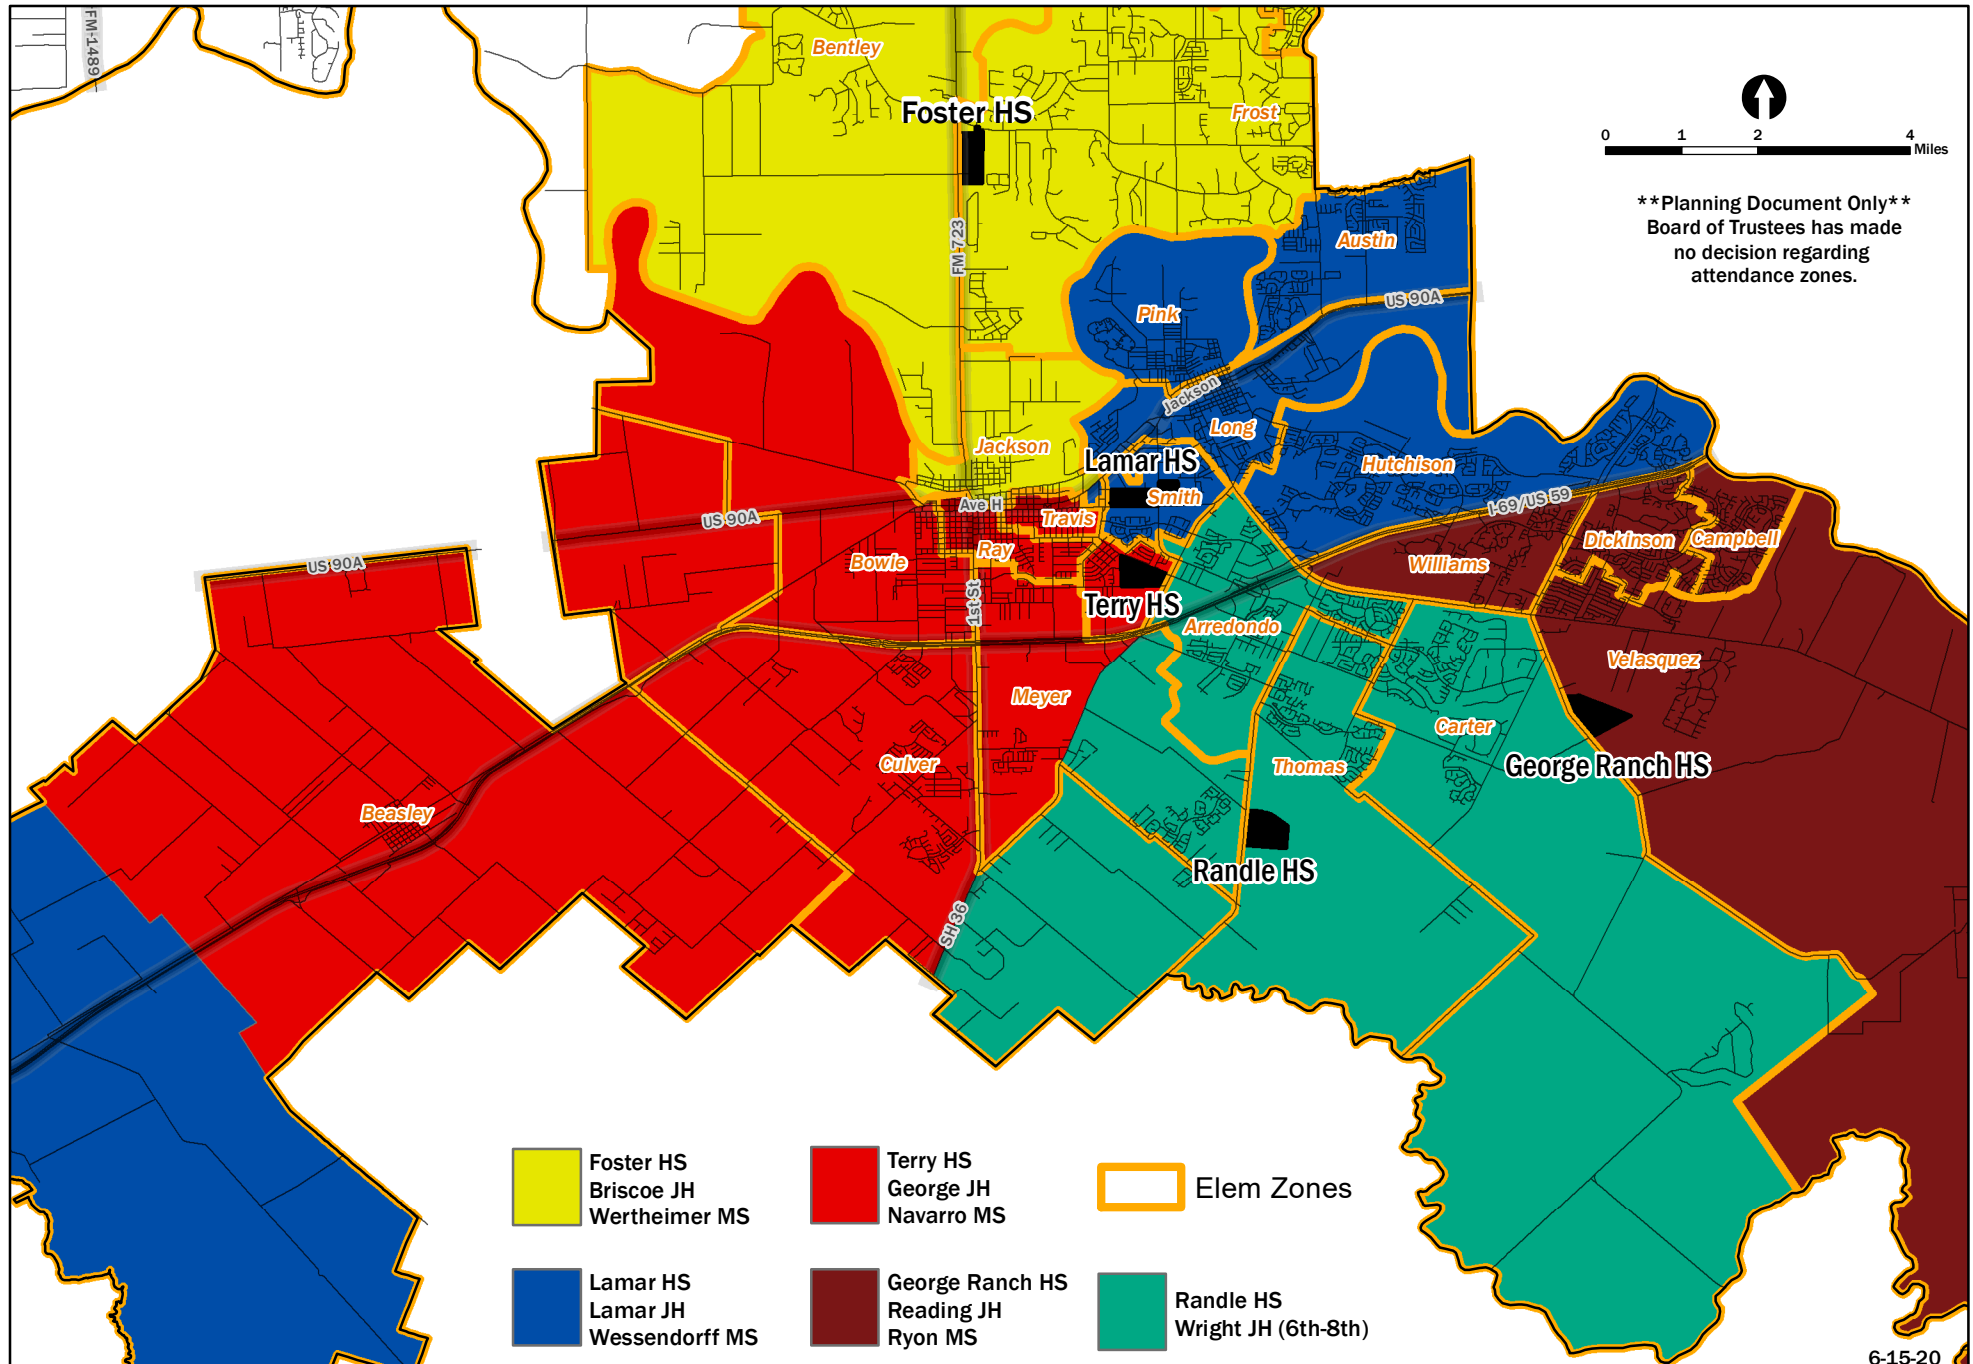 FM-1489
Bentley
Foster HS
Frost
0 1 2 4
Miles
**Planning Document Only**
Board of Trustees has made
no decision regarding
attendance zones.
FM 723
Austin
US 90A
Pink
Jackson
Long
Jackson
Lamar HS
Hutchison
Smith
I-69/US 59
Ave H
US 90A
Travis
Ray
Bowie
US 90A
Dickinson
Campbell
Williams
1st St
Terry HS
Arredondo
Velasquez
Meyer
Carter
Culver
Thomas
George Ranch HS
Beasley
Randle HS
SH 36
Foster HS
Briscoe JH
Wertheimer MS
Terry HS
George JH
Navarro MS
Elem Zones
Lamar HS
Lamar JH
Wessendorff MS
George Ranch HS
Reading JH
Ryon MS
Randle HS
Wright JH (6th-8th)
6-15-20